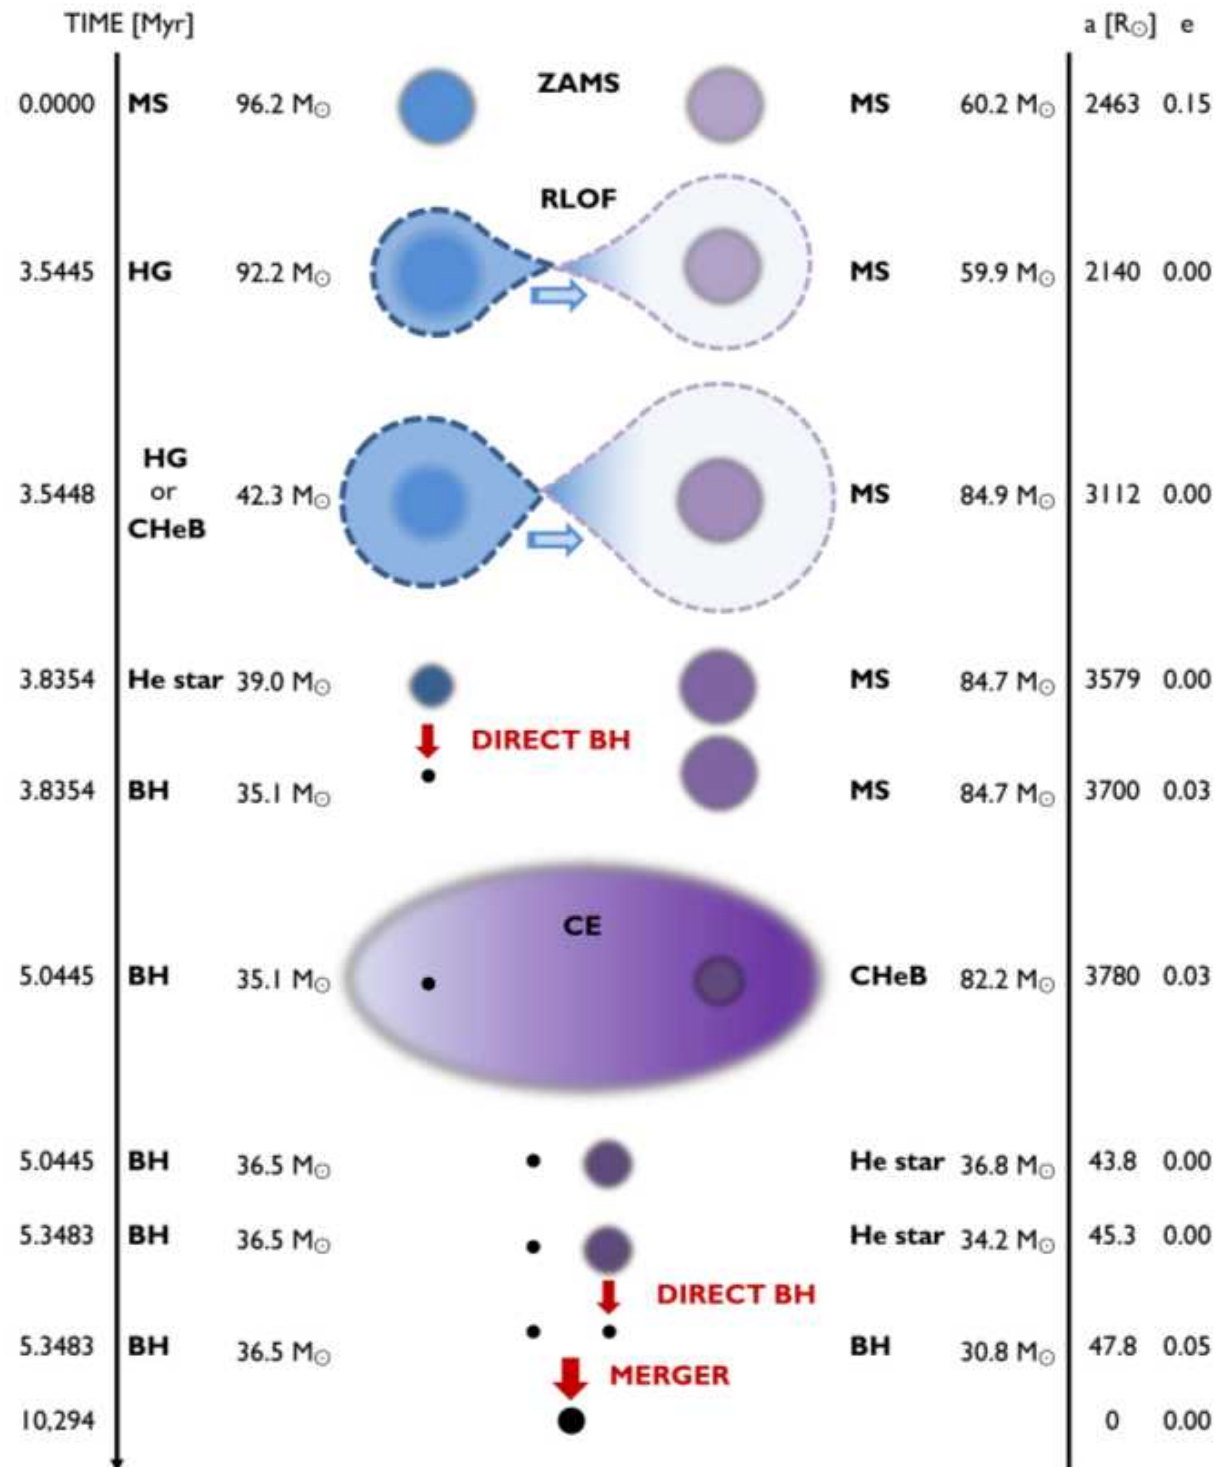 TIME [Myr] a [R☉] e
ZAMS
0.0000 MS 96.2 M☉ MS 60.2 M☉ 2463 0.15
RLOF
3.5445 HG 92.2 M☉ MS 59.9 M☉ 2140 0.00
HG
or
3.5448 42.3 M☉ MS 84.9 M☉ 3112 0.00
CHeB
3.8354 He star 39.0 M☉ MS 84.7 M☉ 3579 0.00
DIRECT BH
3.8354 BH 35.1 M☉ MS 84.7 M☉ 3700 0.03
CE
5.0445 BH 35.1 M☉ CHeB 82.2 M☉ 3780 0.03
5.0445 BH 36.5 M☉ He star 36.8 M☉ 43.8 0.00
5.3483 BH 36.5 M☉ He star 34.2 M☉ 45.3 0.00
DIRECT BH
5.3483 BH 36.5 M☉ BH 30.8 M☉ 47.8 0.05
MERGER
10,294 0 0.00